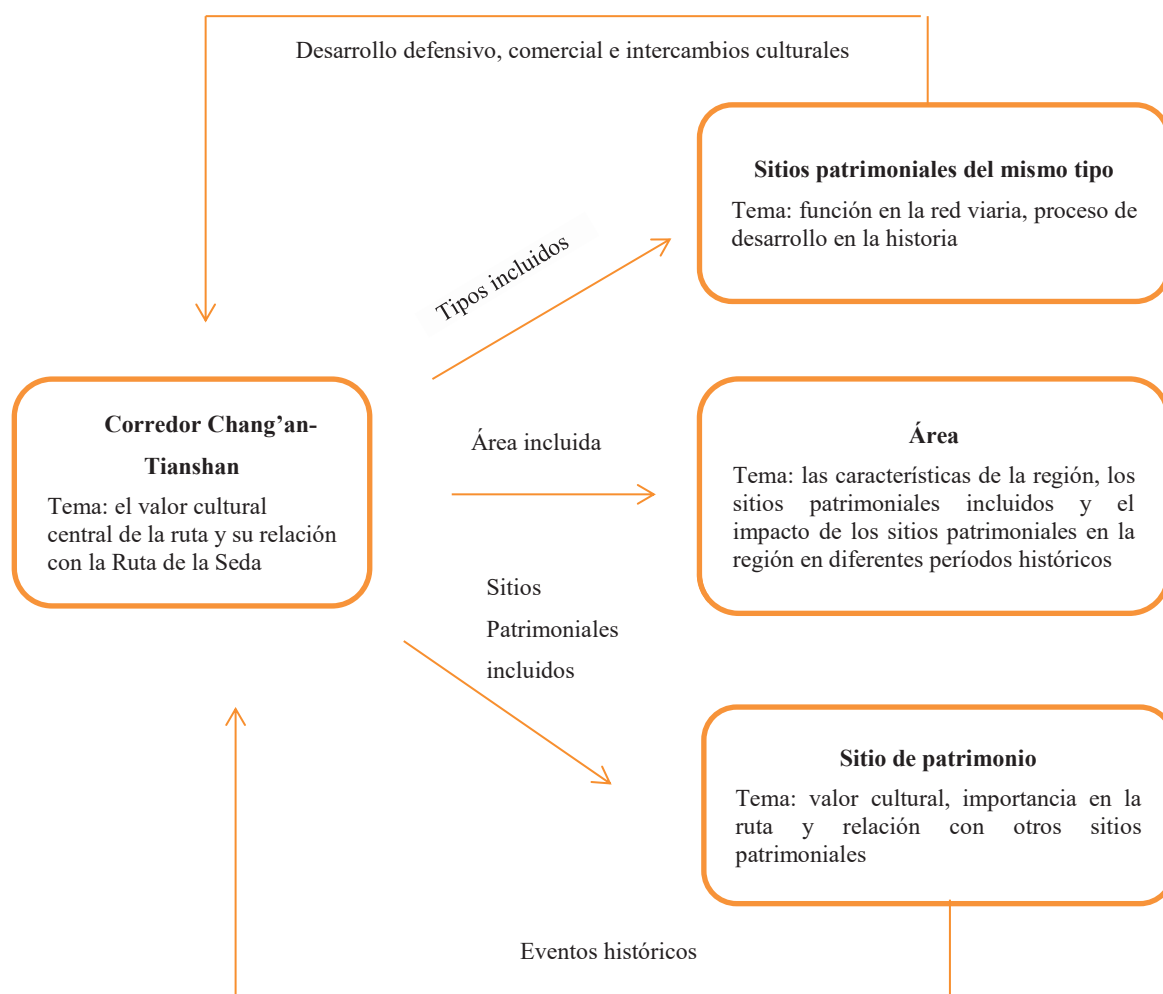 Desarrollo defensivo, comercial e intercambios culturales
Sitios patrimoniales del mismo tipo
Tema: función en la red viaria, proceso de
desarrollo en la historia
Tipos incluidos
Corredor Chang’an-
Tianshan
Tema: el valor cultural
central de la ruta y su relación
con la Ruta de la Seda
Área incluida
Área
Tema: las características de la región, los
sitios patrimoniales incluidos y el
impacto de los sitios patrimoniales en la
región en diferentes períodos históricos
Sitios
Patrimoniales
incluidos
Sitio de patrimonio
Tema: valor cultural, importancia en la
ruta y relación con otros sitios
patrimoniales
Eventos históricos